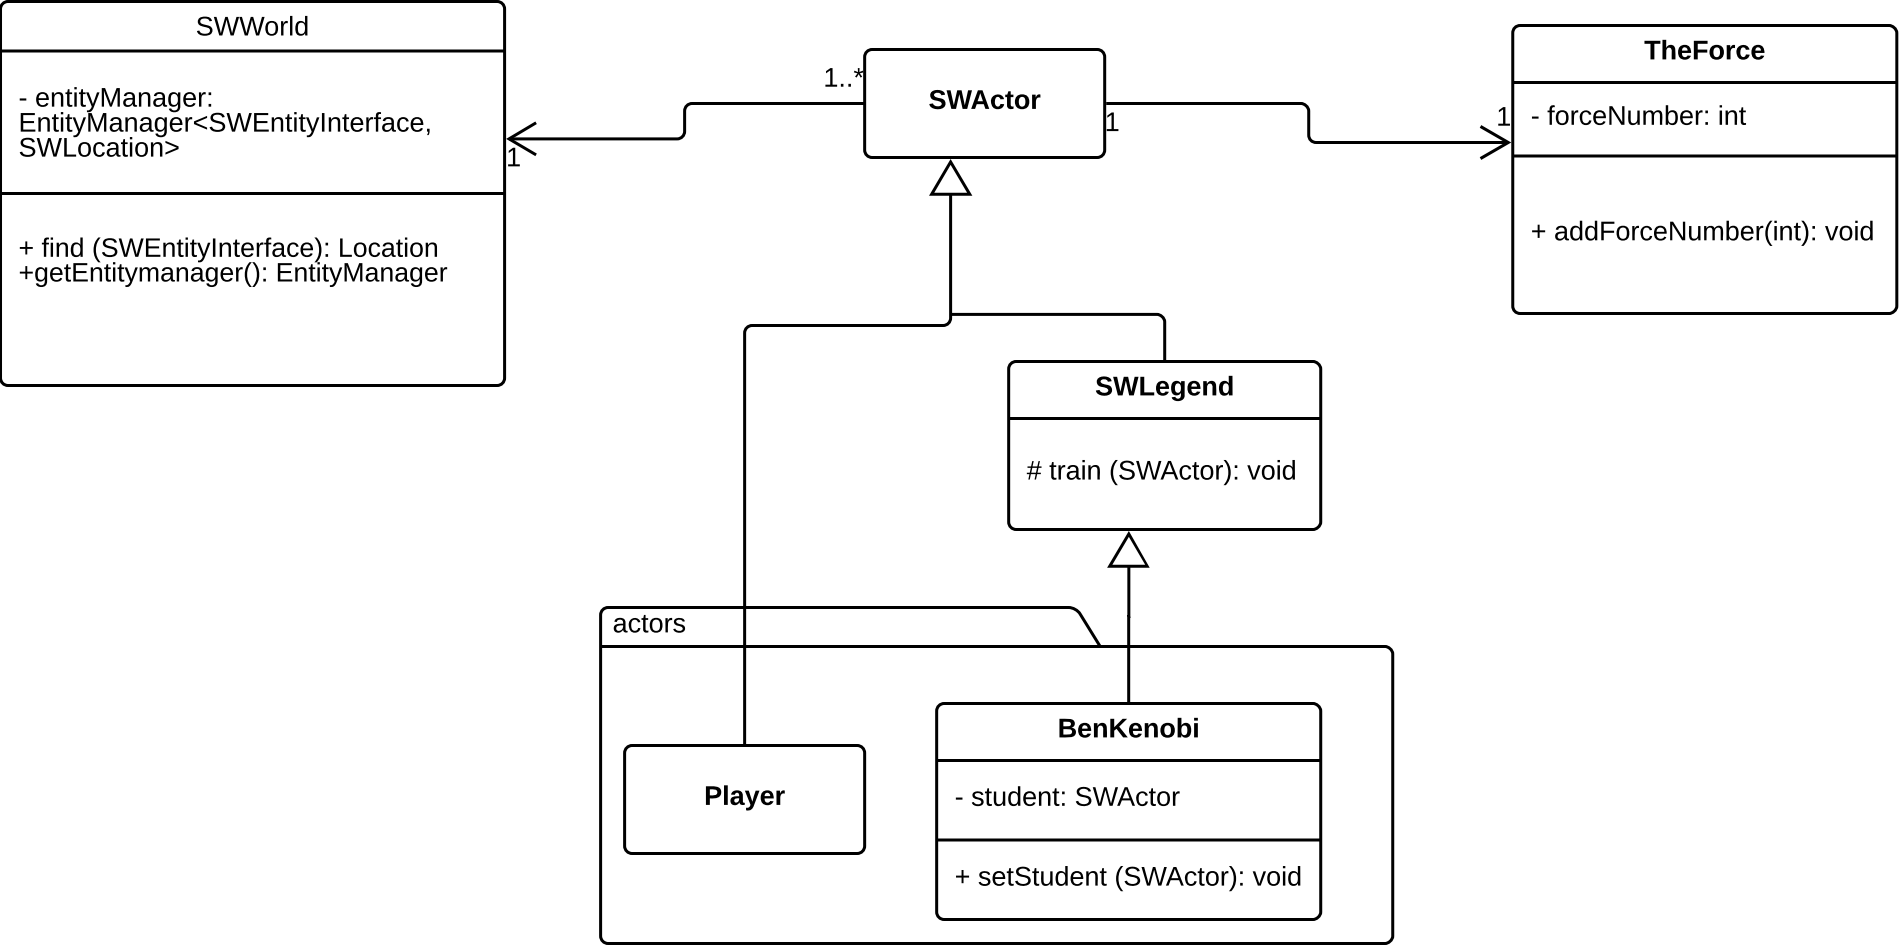 SWWorld
- entityManager:
EntityManager<SWEntityInterface,
SWLocation>
+ find (SWEntityInterface): Location
+getEntitymanager(): EntityManager
1
1..*
SWActor
1
1
TheForce
- forceNumber: int
+ addForceNumber(int): void
SWLegend
# train (SWActor): void
actors
Player
BenKenobi
- student: SWActor
+ setStudent (SWActor): void